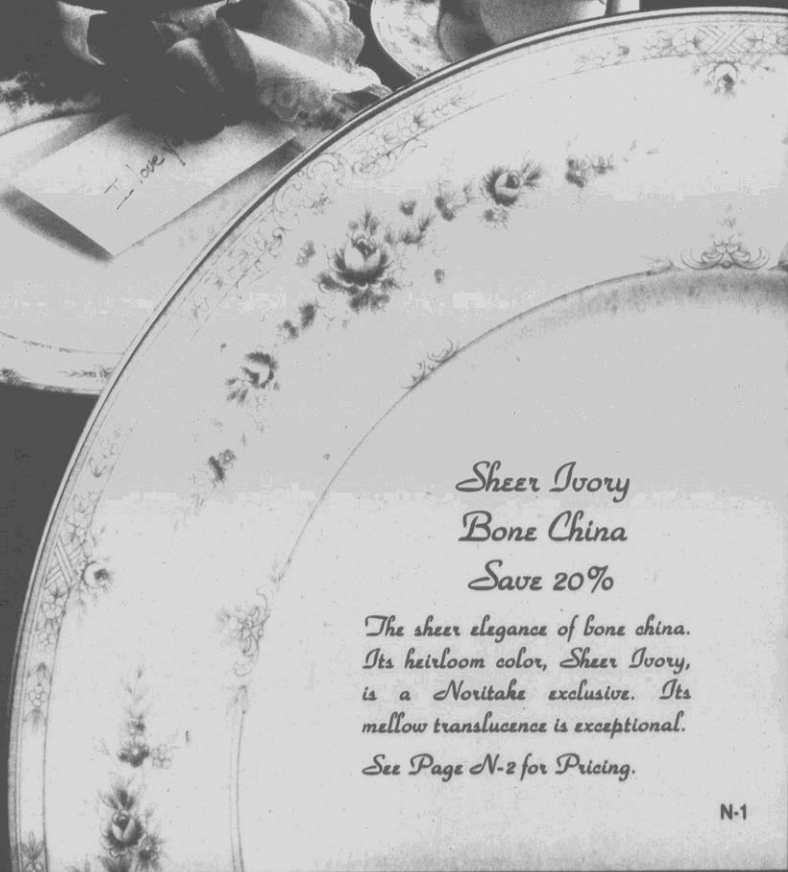 I love
Sheer Ivory
Bone China
Save 20%
The sheer elegance of bone china.
Its heirloom color, Sheer Ivory,
is a Noritake exclusive. Its
mellow translucence is exceptional.
See Page N-2 for Pricing.
N-1